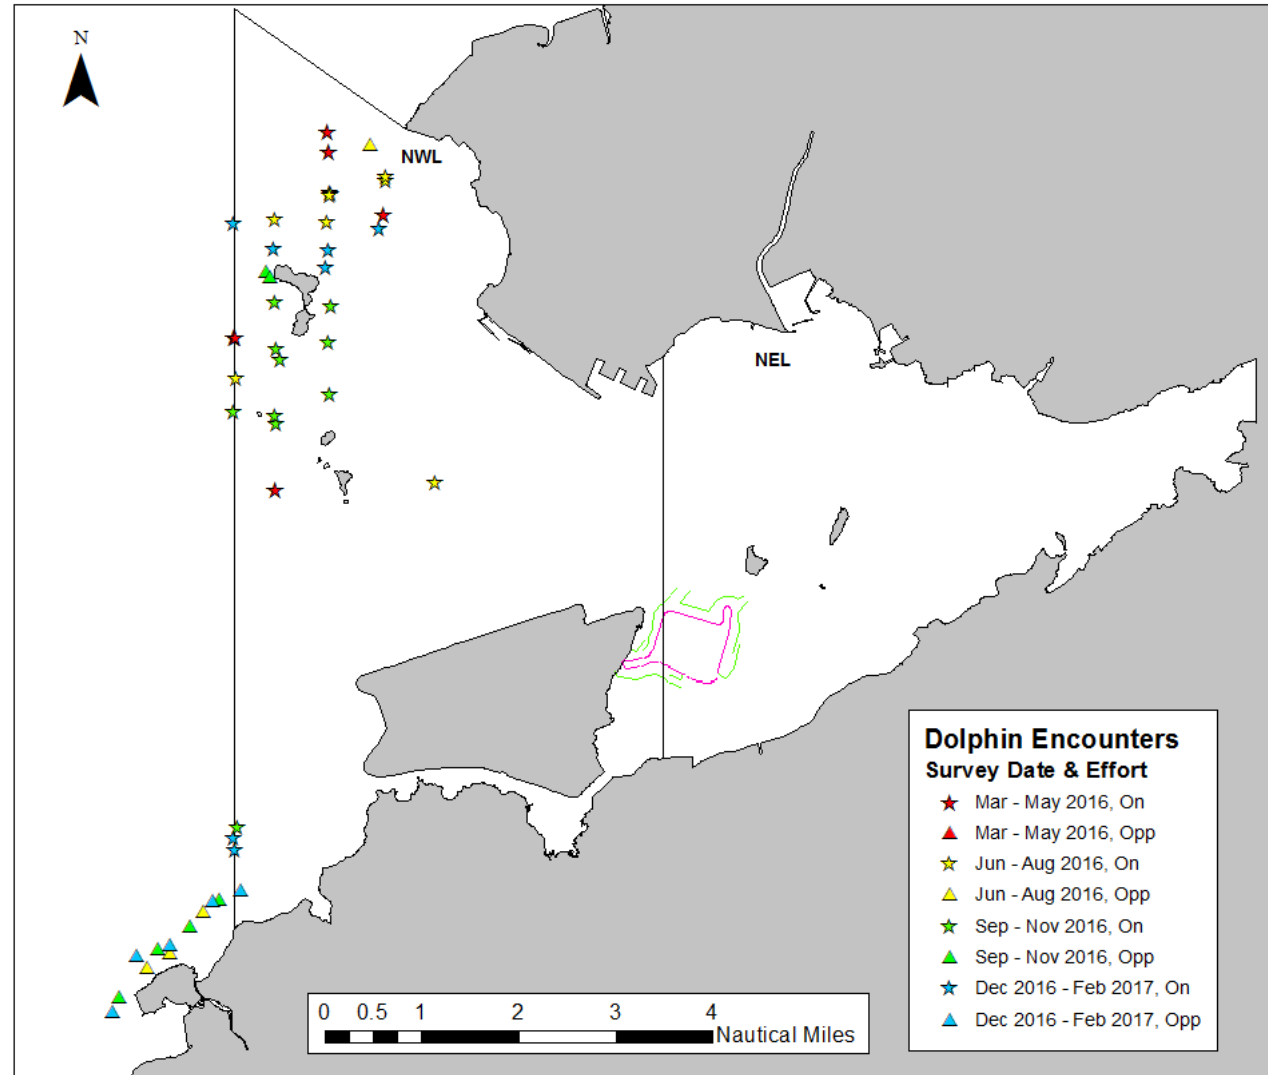 N
NWL
NEL
Dolphin Encounters
Survey Date & Effort
Mar - May 2016, On
Mar - May 2016, Opp
Jun - Aug 2016, On
Jun - Aug 2016, Opp
Sep - Nov 2016, On
Sep - Nov 2016, Opp
Dec 2016 - Feb 2017, On
Dec 2016 - Feb 2017, Opp
0 0.5 1 2 3 4
Nautical Miles